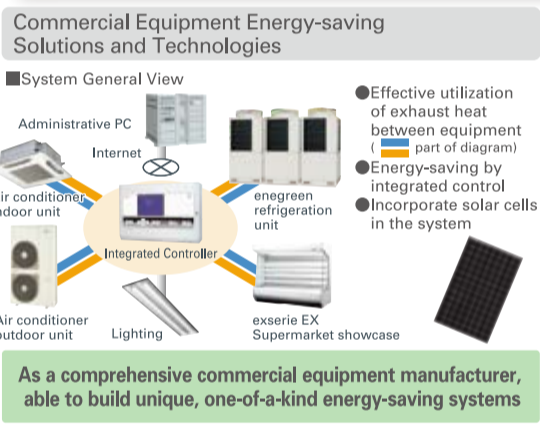 Commercial Equipment Energy-saving
Solutions and Technologies
■System General View
Administrative PC
Internet
Air conditioner
indoor unit
enegreen
refrigeration
unit
Integrated Controller
Air conditioner
outdoor unit
Lighting
exserie EX
Supermarket showcase
●Effective utilization
of exhaust heat
between equipment
( part of diagram)
●Energy-saving by
integrated control
●Incorporate solar cells
in the system
As a comprehensive commercial equipment manufacturer,
able to build unique, one-of-a-kind energy-saving systems